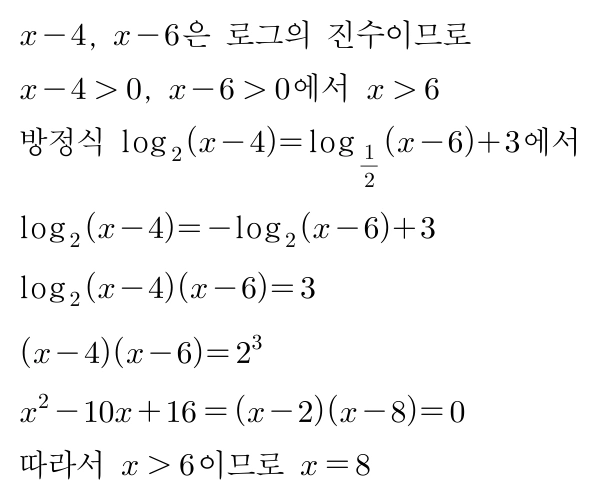 x−4, x−6은 로그의 진수이므로
x−4>0, x−6>0에서 x>6
방정식 log₂(x−4)=log_{1/2}(x−6)+3에서
log₂(x−4)=−log₂(x−6)+3
log₂(x−4)(x−6)=3
(x−4)(x−6)=2³
x²−10x+16=(x−2)(x−8)=0
따라서 x>6이므로 x=8